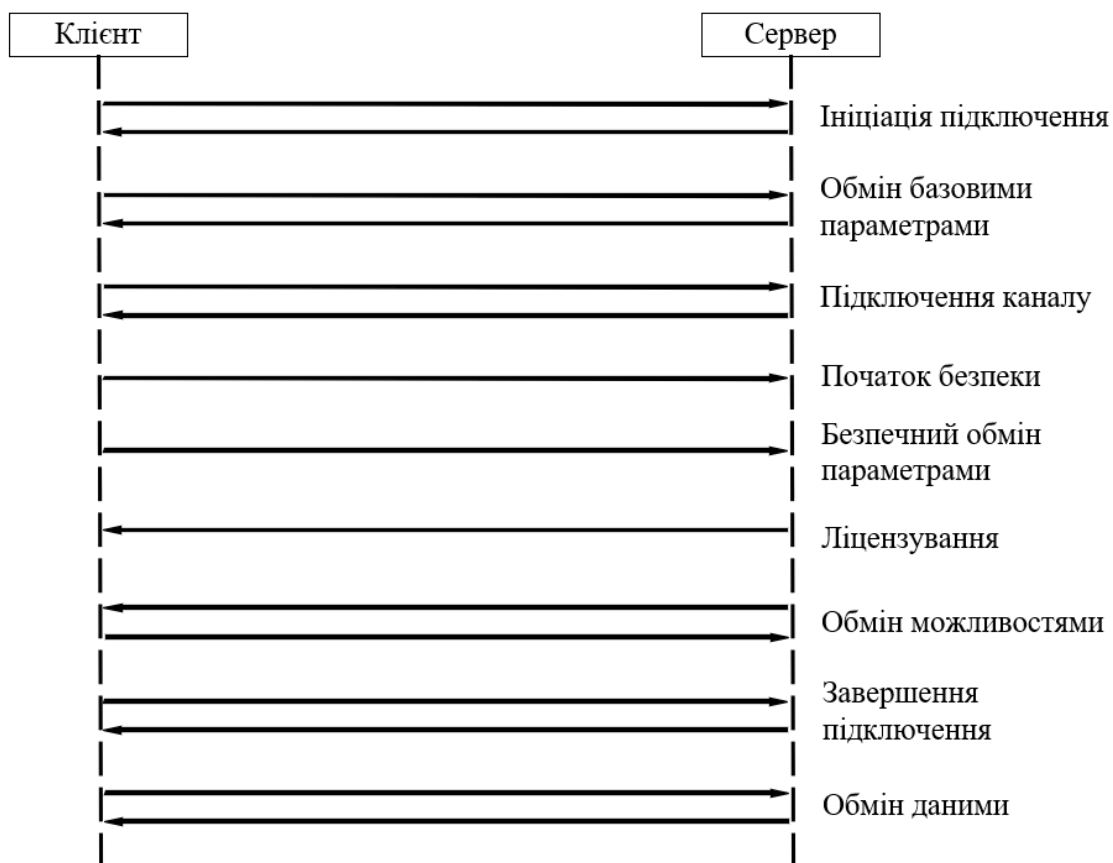 Клієнт
Сервер
Ініціація підключення
Обмін базовими
параметрами
Підключення каналу
Початок безпеки
Безпечний обмін
параметрами
Ліцензування
Обмін можливостями
Завершення
підключення
Обмін даними